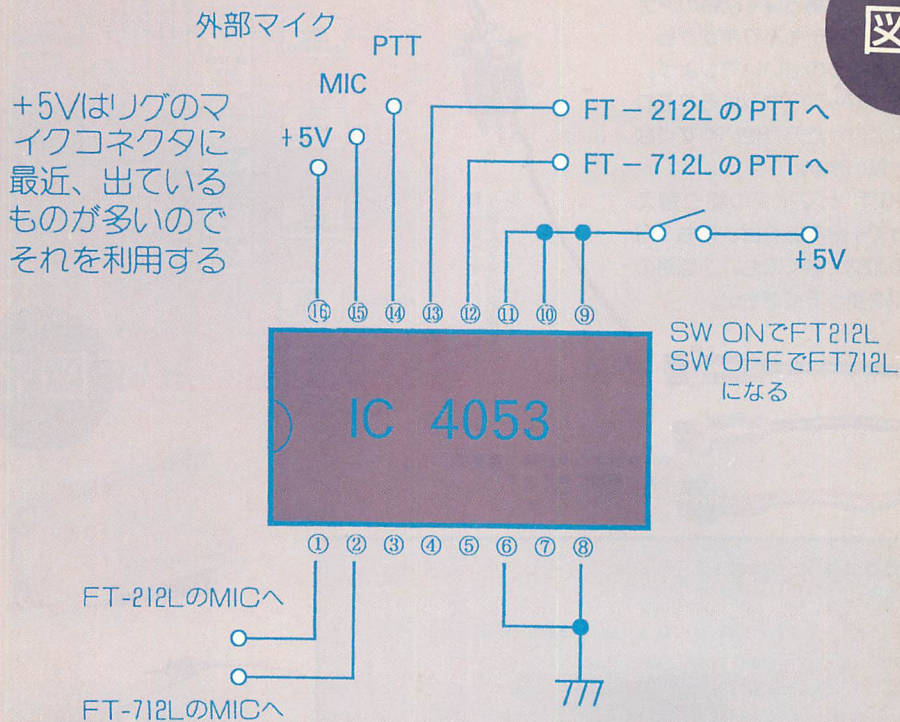 図
外部マイク
PTT
MIC
+5V
+5Vはリグのマ
イクコネクタに
最近、出ている
ものが多いので
それを利用する
FT-212LのPTTへ
FT-712LのPTTへ
+5V
⑯ ⑮ ⑭ ⑬ ⑫ ⑪ ⑩ ⑨
SW ONでFT212L
SW OFFでFT712L
になる
IC 4053
① ② ③ ④ ⑤ ⑥ ⑦ ⑧
FT-212LのMICへ
FT-712LのMICへ